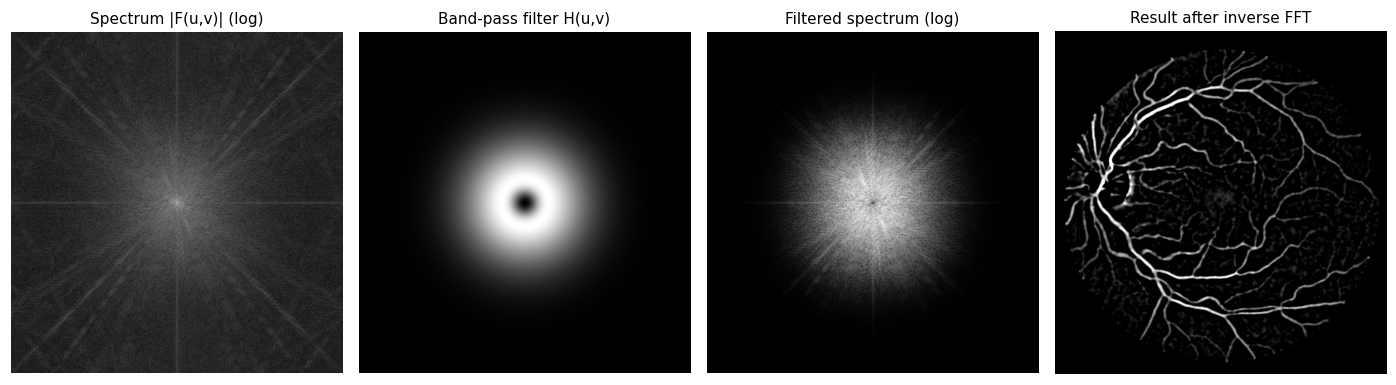 Spectrum |F(u,v)| (log)
Band-pass filter H(u,v)
Filtered spectrum (log)
Result after inverse FFT